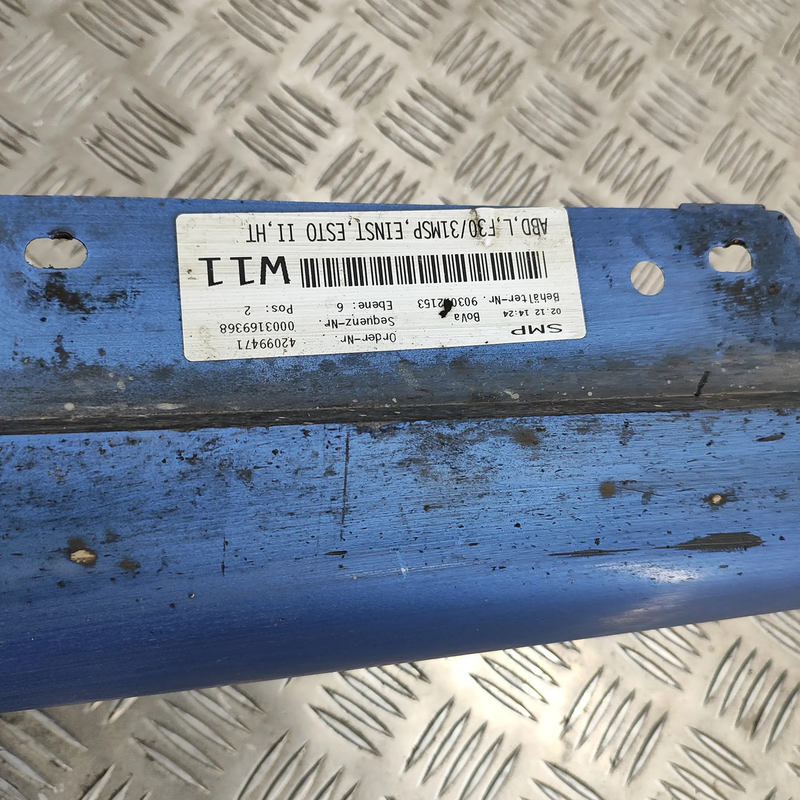 SMP Order-Nr. 42099471
02.12 14:24 BoVa Sequenz-Nr. 0003169368
Behälter-Nr. Ebene: 6 Pos: 2
W11
ABD,L,F30/31MSP,EINST,ESTO II,HT